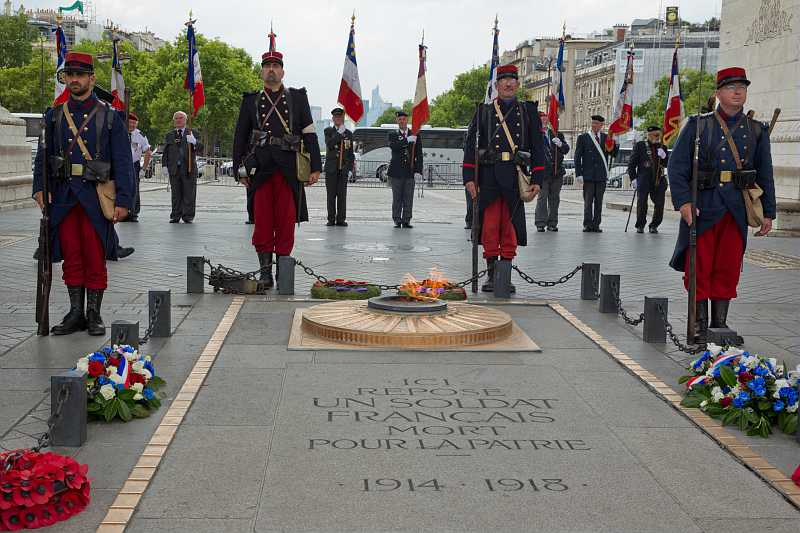 ICI
REPOSE
UN SOLDAT
FRANÇAIS
MORT
POUR LA PATRIE
· 1914 · 1918 ·